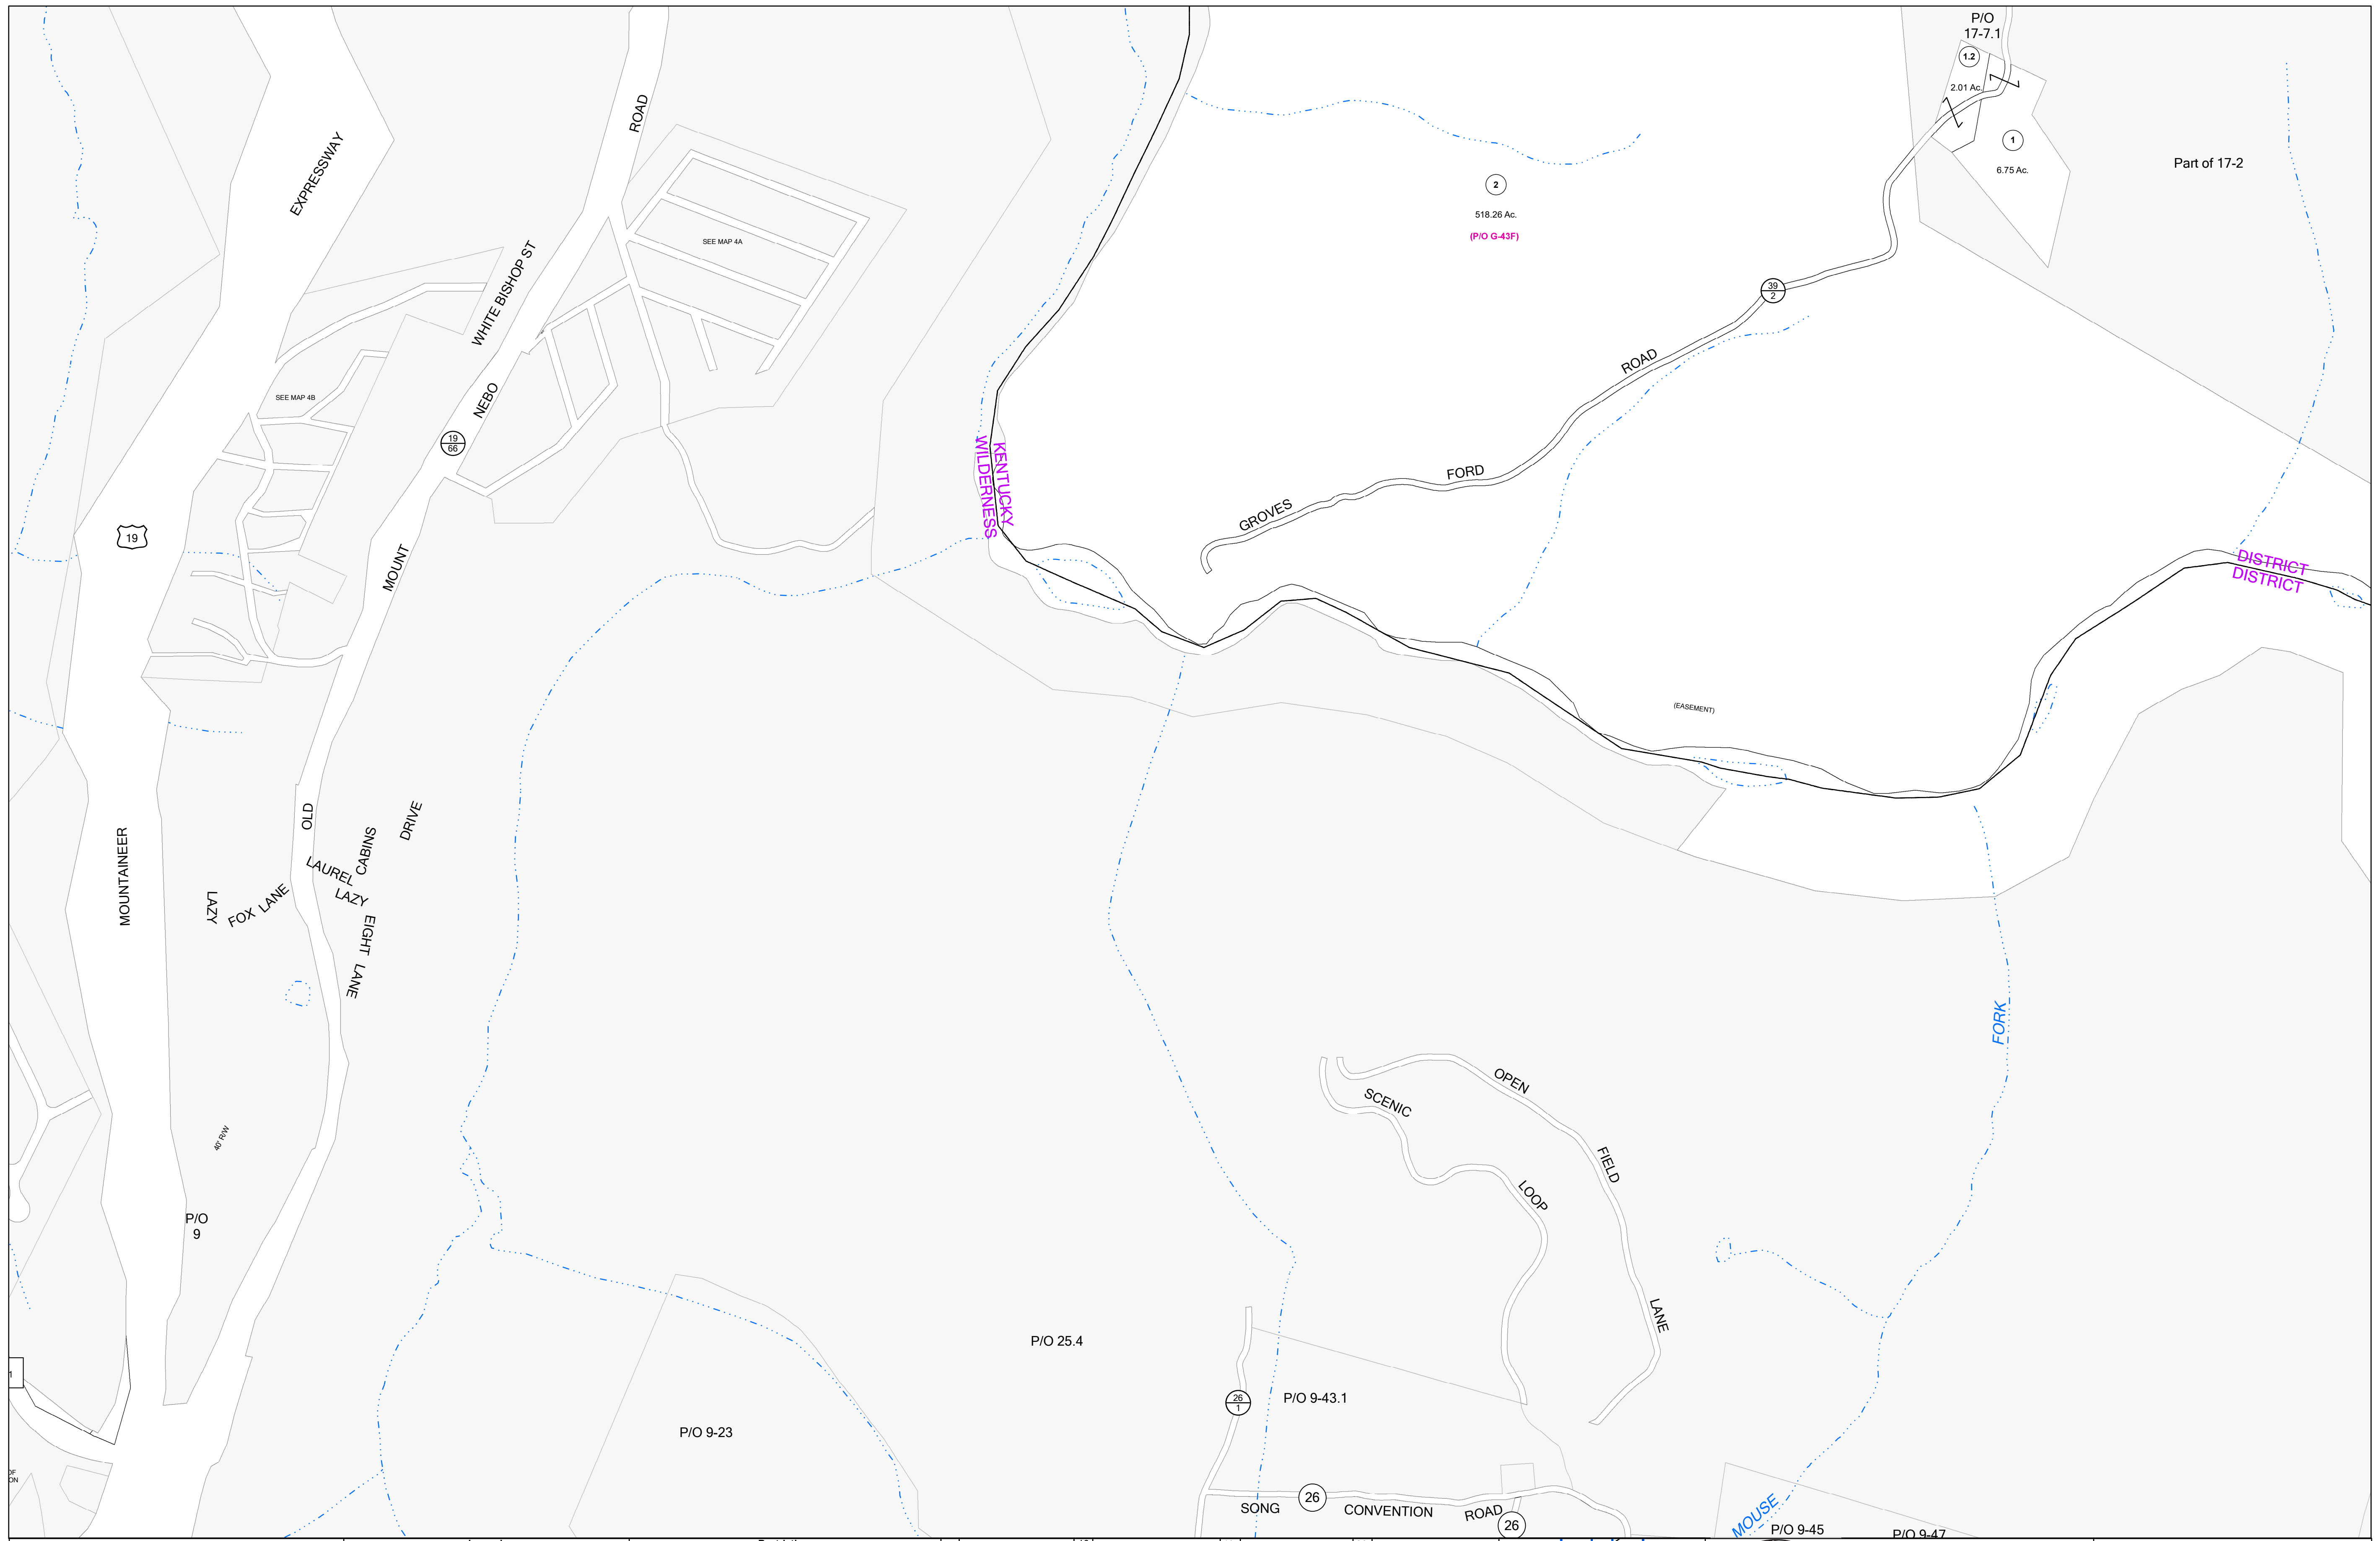 P/O
17-7.1
1.2
2.01 Ac.
1
6.75 Ac.
Part of 17-2
EXPRESSWAY
ROAD
WHITE BISHOP ST
SEE MAP 4A
2
518.26 Ac.
(P/O G-43F)
39
2
ROAD
FORD
GROVES
SEE MAP 4B
NEBO
19
66
KENTUCKY
WILDERNESS
19
MOUNT
DISTRICT
DISTRICT
(EASEMENT)
OLD
DRIVE
CABINS
LAUREL
LAZY
MOUNTAINEER
LAZY
FOX LANE
EIGHT LANE
FORK
OPEN
SCENIC
40' R/W
FIELD
LOOP
P/O
9
LANE
P/O 25.4
1
26
1
P/O 9-43.1
P/O 9-23
OF
ON
26
SONG CONVENTION ROAD
26
MOUSE
P/O 9-45
P/O 9-47